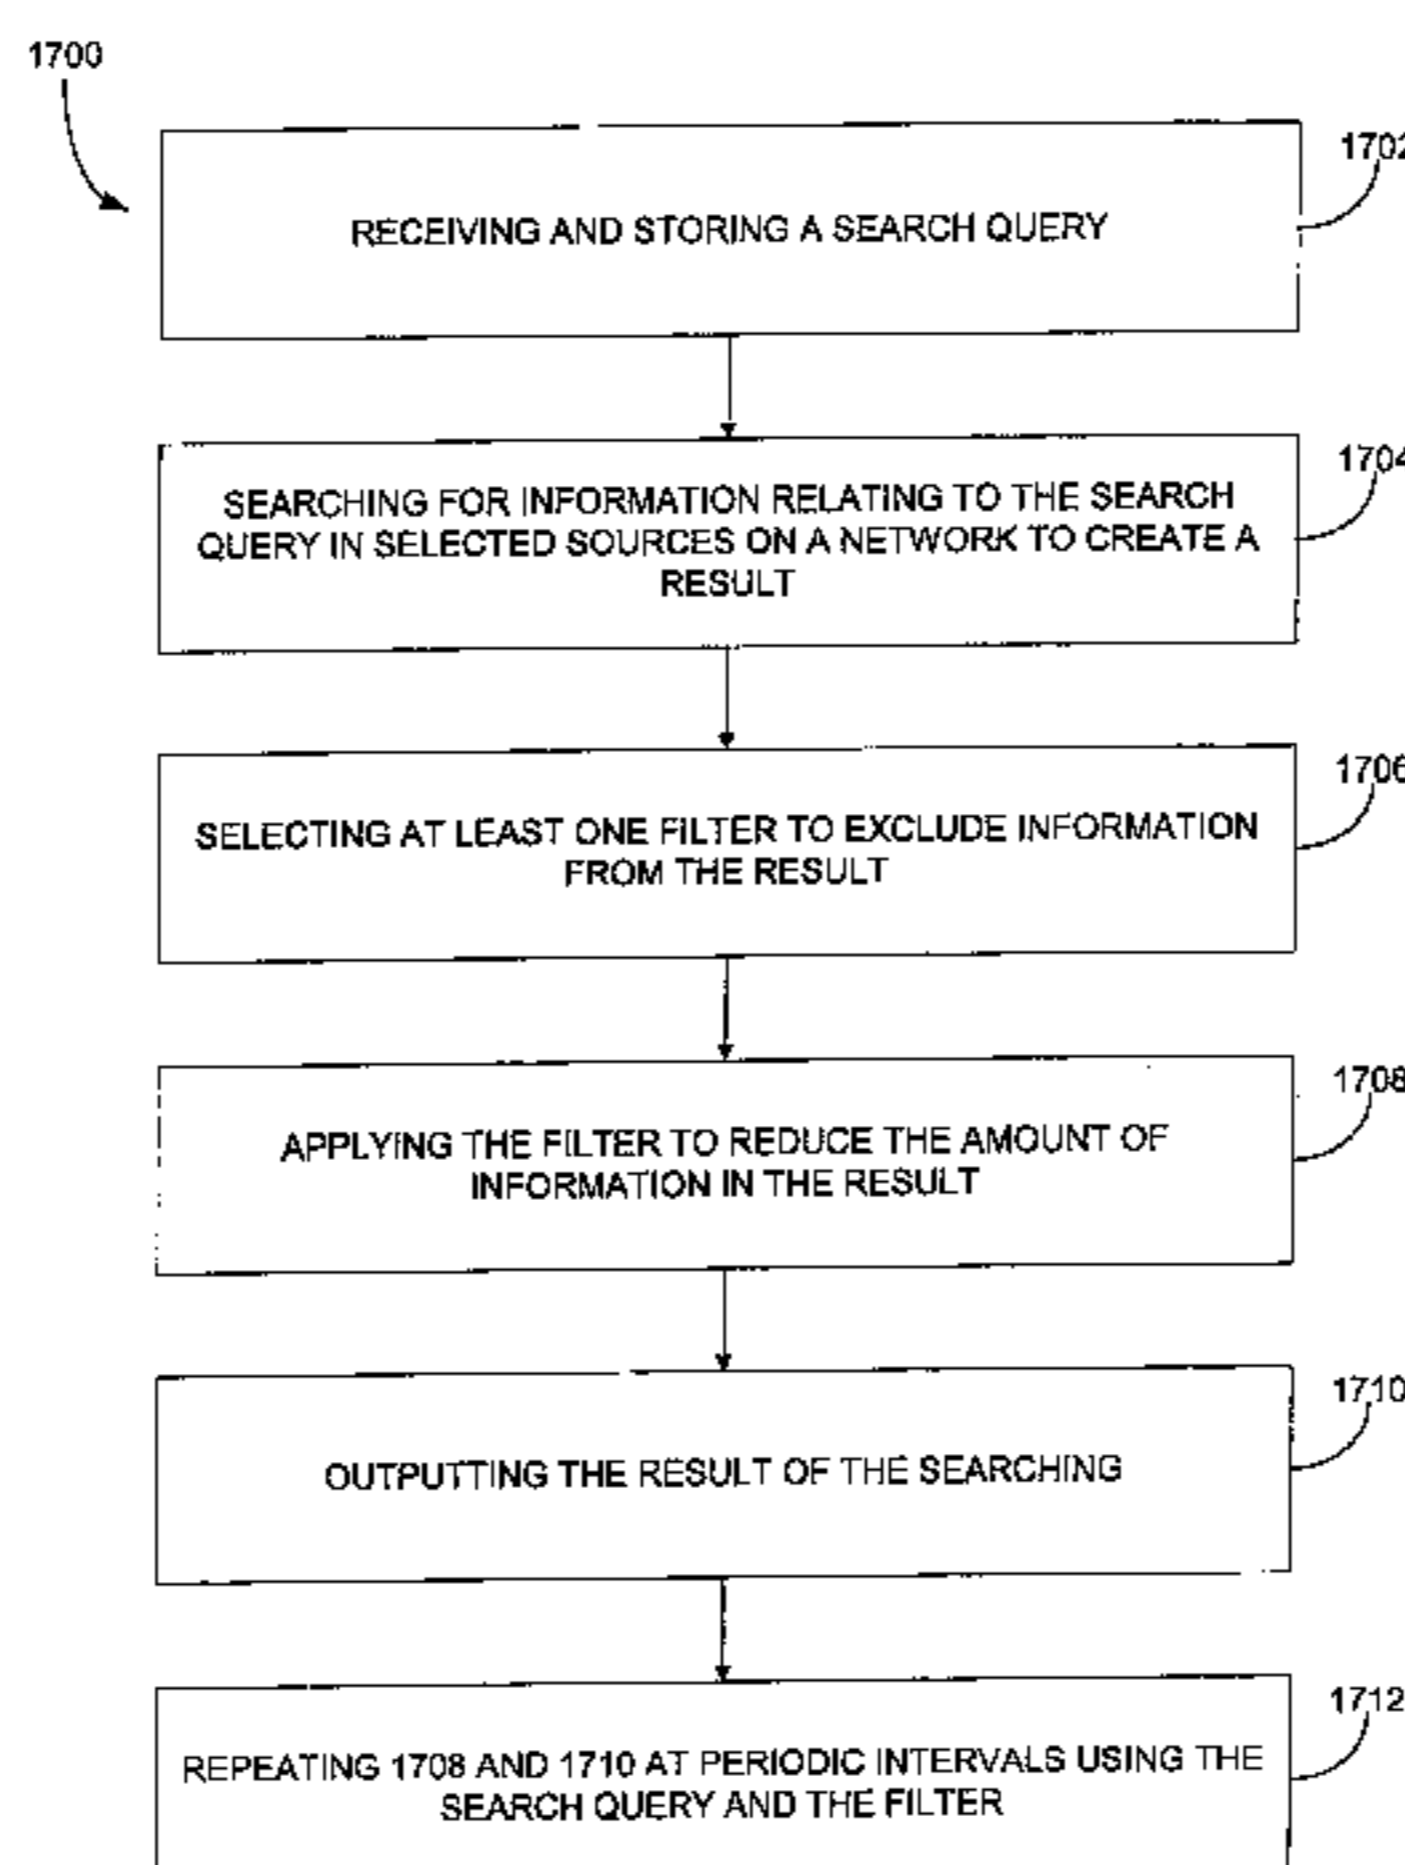 1700
1702
RECEIVING AND STORING A SEARCH QUERY
1704
SEARCHING FOR INFORMATION RELATING TO THE SEARCH
QUERY IN SELECTED SOURCES ON A NETWORK TO CREATE A
RESULT
1706
SELECTING AT LEAST ONE FILTER TO EXCLUDE INFORMATION
FROM THE RESULT
1708
APPLYING THE FILTER TO REDUCE THE AMOUNT OF
INFORMATION IN THE RESULT
1710
OUTPUTTING THE RESULT OF THE SEARCHING
1712
REPEATING 1708 AND 1710 AT PERIODIC INTERVALS USING THE
SEARCH QUERY AND THE FILTER